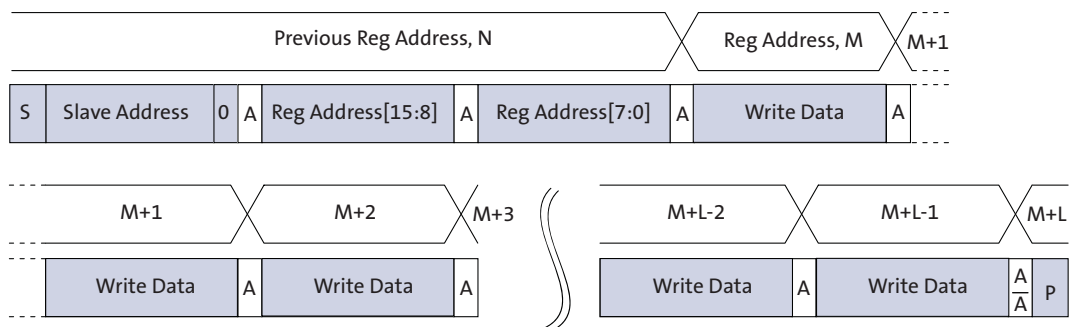 Previous Reg Address, N Reg Address, M M+1
S Slave Address 0 A Reg Address[15:8] A Reg Address[7:0] A Write Data A
M+1 M+2 M+3 M+L-2 M+L-1 M+L
Write Data A Write Data A Write Data A Write Data A/A̅ P